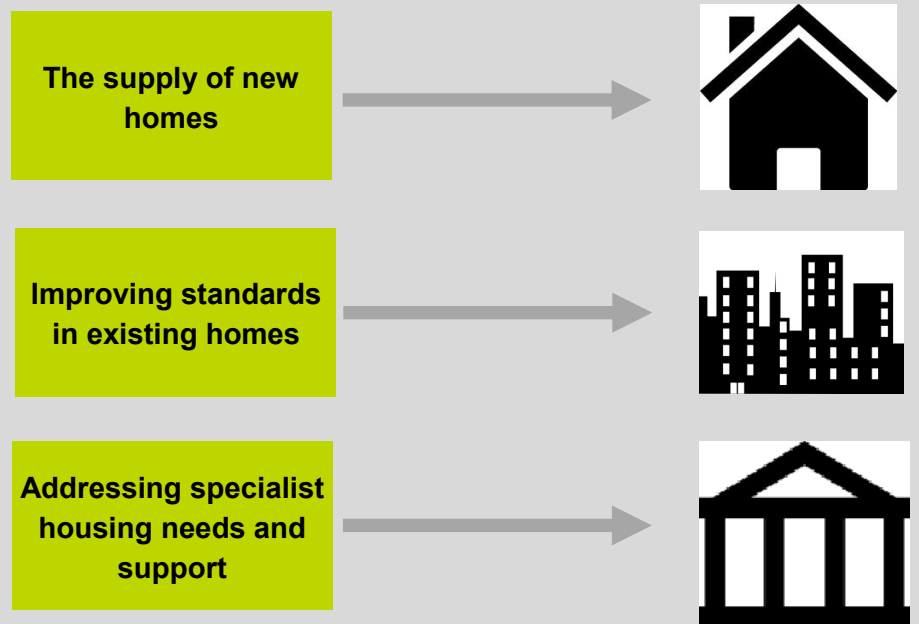 The supply of new
homes
Improving standards
in existing homes
Addressing specialist
housing needs and
support